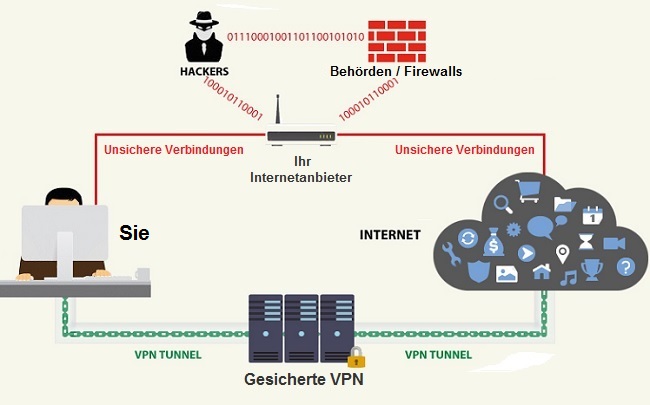 01110001001101100101010
HACKERS
Behörden / Firewalls
100010110001
100010110001
Unsichere Verbindungen
Unsichere Verbindungen
Ihr
Internetanbieter
Sie
INTERNET
1
?
$
VPN TUNNEL
VPN TUNNEL
Gesicherte VPN